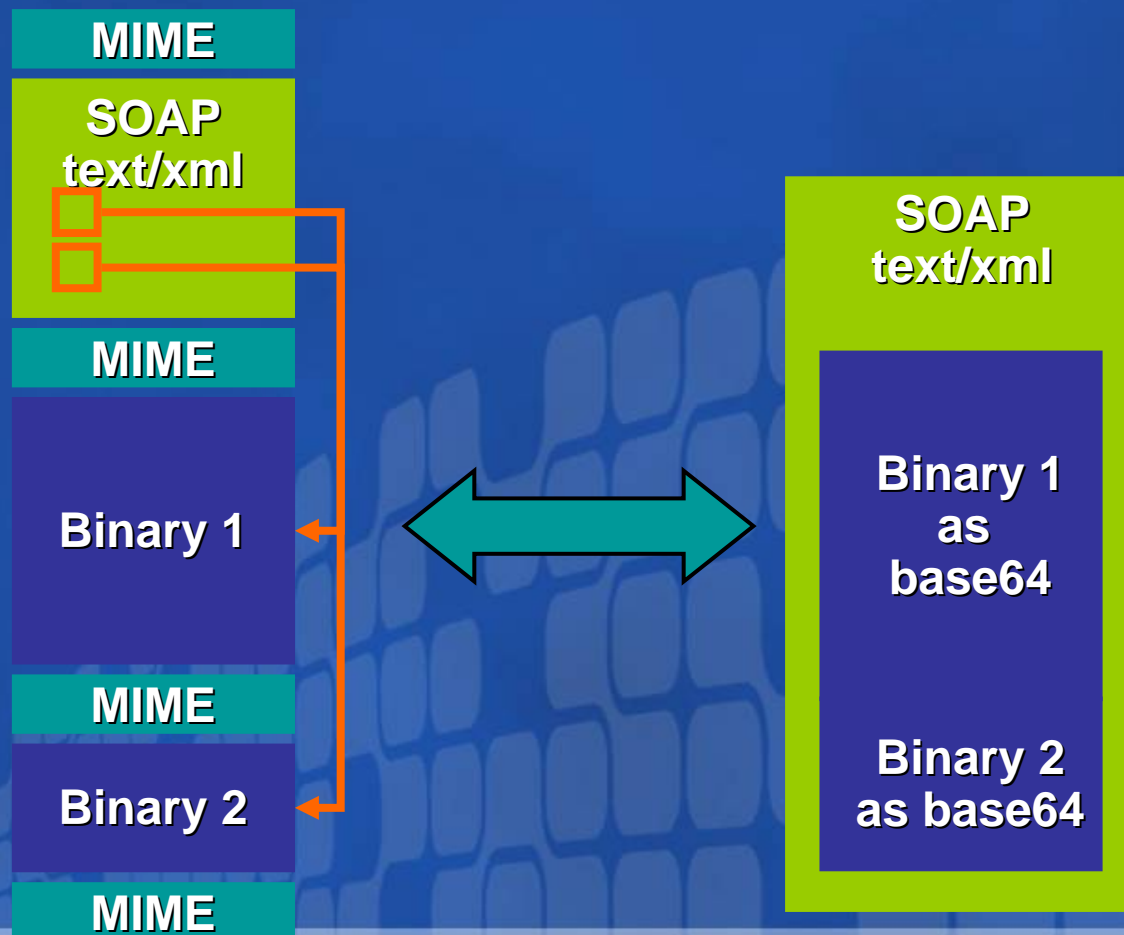 MIME
SOAP
text/xml
MIME
Binary 1
MIME
Binary 2
MIME
SOAP
text/xml
Binary 1
as
base64
Binary 2
as base64